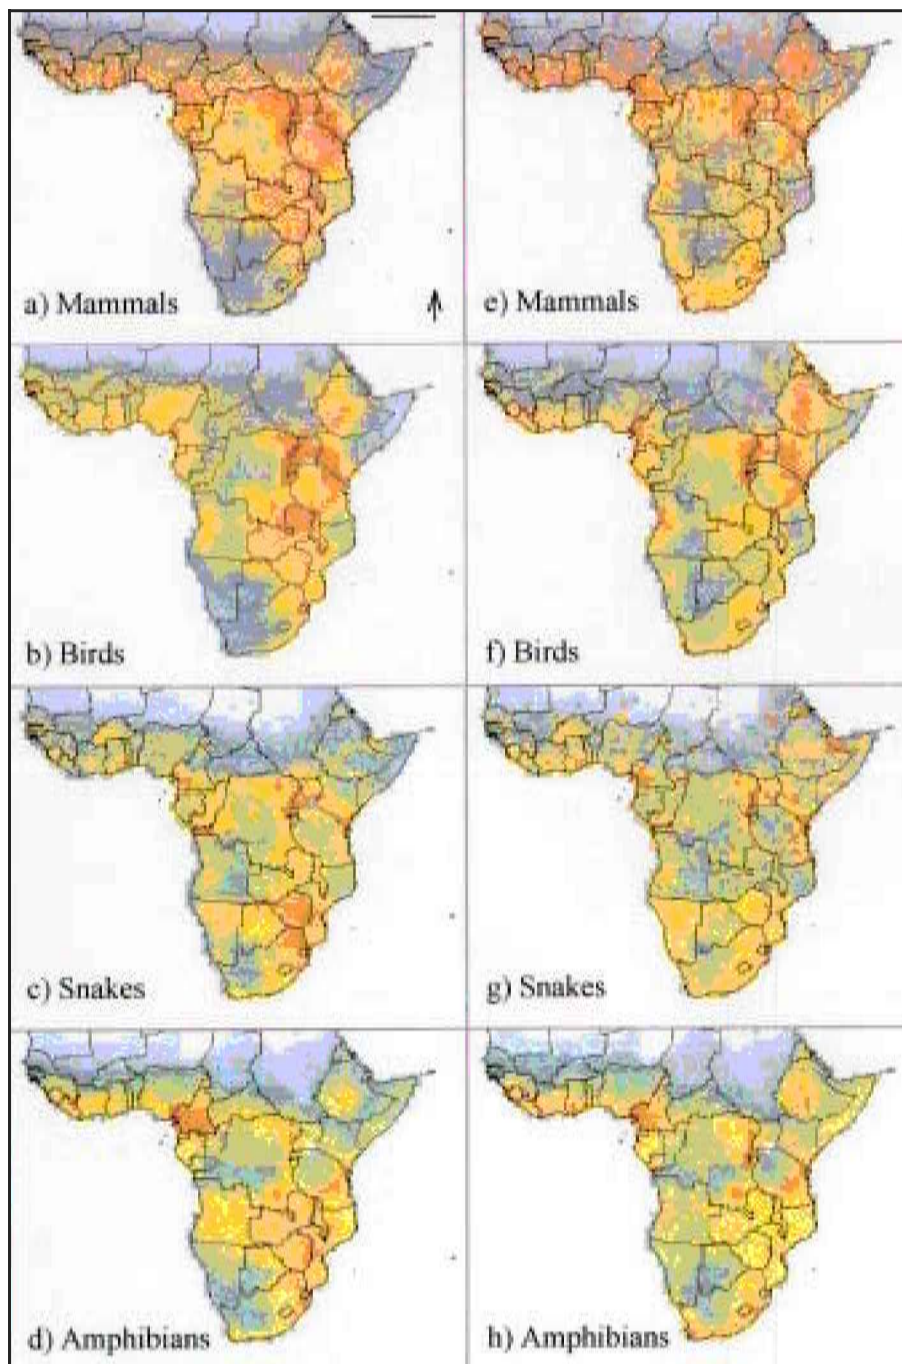 a) Mammals
e) Mammals
b) Birds
f) Birds
c) Snakes
g) Snakes
d) Amphibians
h) Amphibians